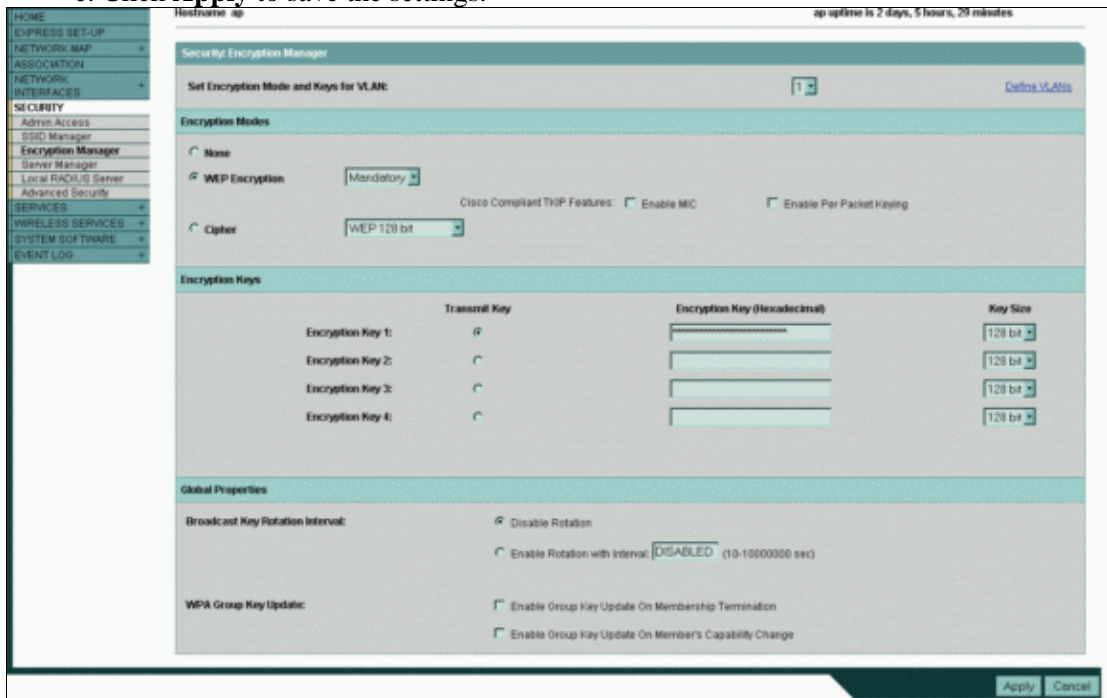 e. Click Apply to save the settings.
HOME
EXPRESS SET-UP
NETWORK MAP +
ASSOCIATION
NETWORK INTERFACES +
SECURITY
Admin Access
SSID Manager
Encryption Manager
Server Manager
Local RADIUS Server
Advanced Security
SERVICES +
WIRELESS SERVICES +
SYSTEM SOFTWARE +
EVENT LOG +
Hostname ap ap uptime is 2 days, 5 hours, 29 minutes
Security: Encryption Manager
Set Encryption Mode and Keys for VLAN: 1 Define VLANs
Encryption Modes
None
WEP Encryption Mandatory
Cisco Compliant TKIP Features: Enable MIC Enable Per Packet Keying
Cipher WEP 128 bit
Encryption Keys
Transmit Key Encryption Key (Hexadecimal) Key Size
Encryption Key 1: 128 bit
Encryption Key 2: 128 bit
Encryption Key 3: 128 bit
Encryption Key 4: 128 bit
Global Properties
Broadcast Key Rotation Interval: Disable Rotation
Enable Rotation with Interval: DISABLED (10-10000000 sec)
WPA Group Key Update: Enable Group Key Update On Membership Termination
Enable Group Key Update On Member's Capability Change
Apply Cancel